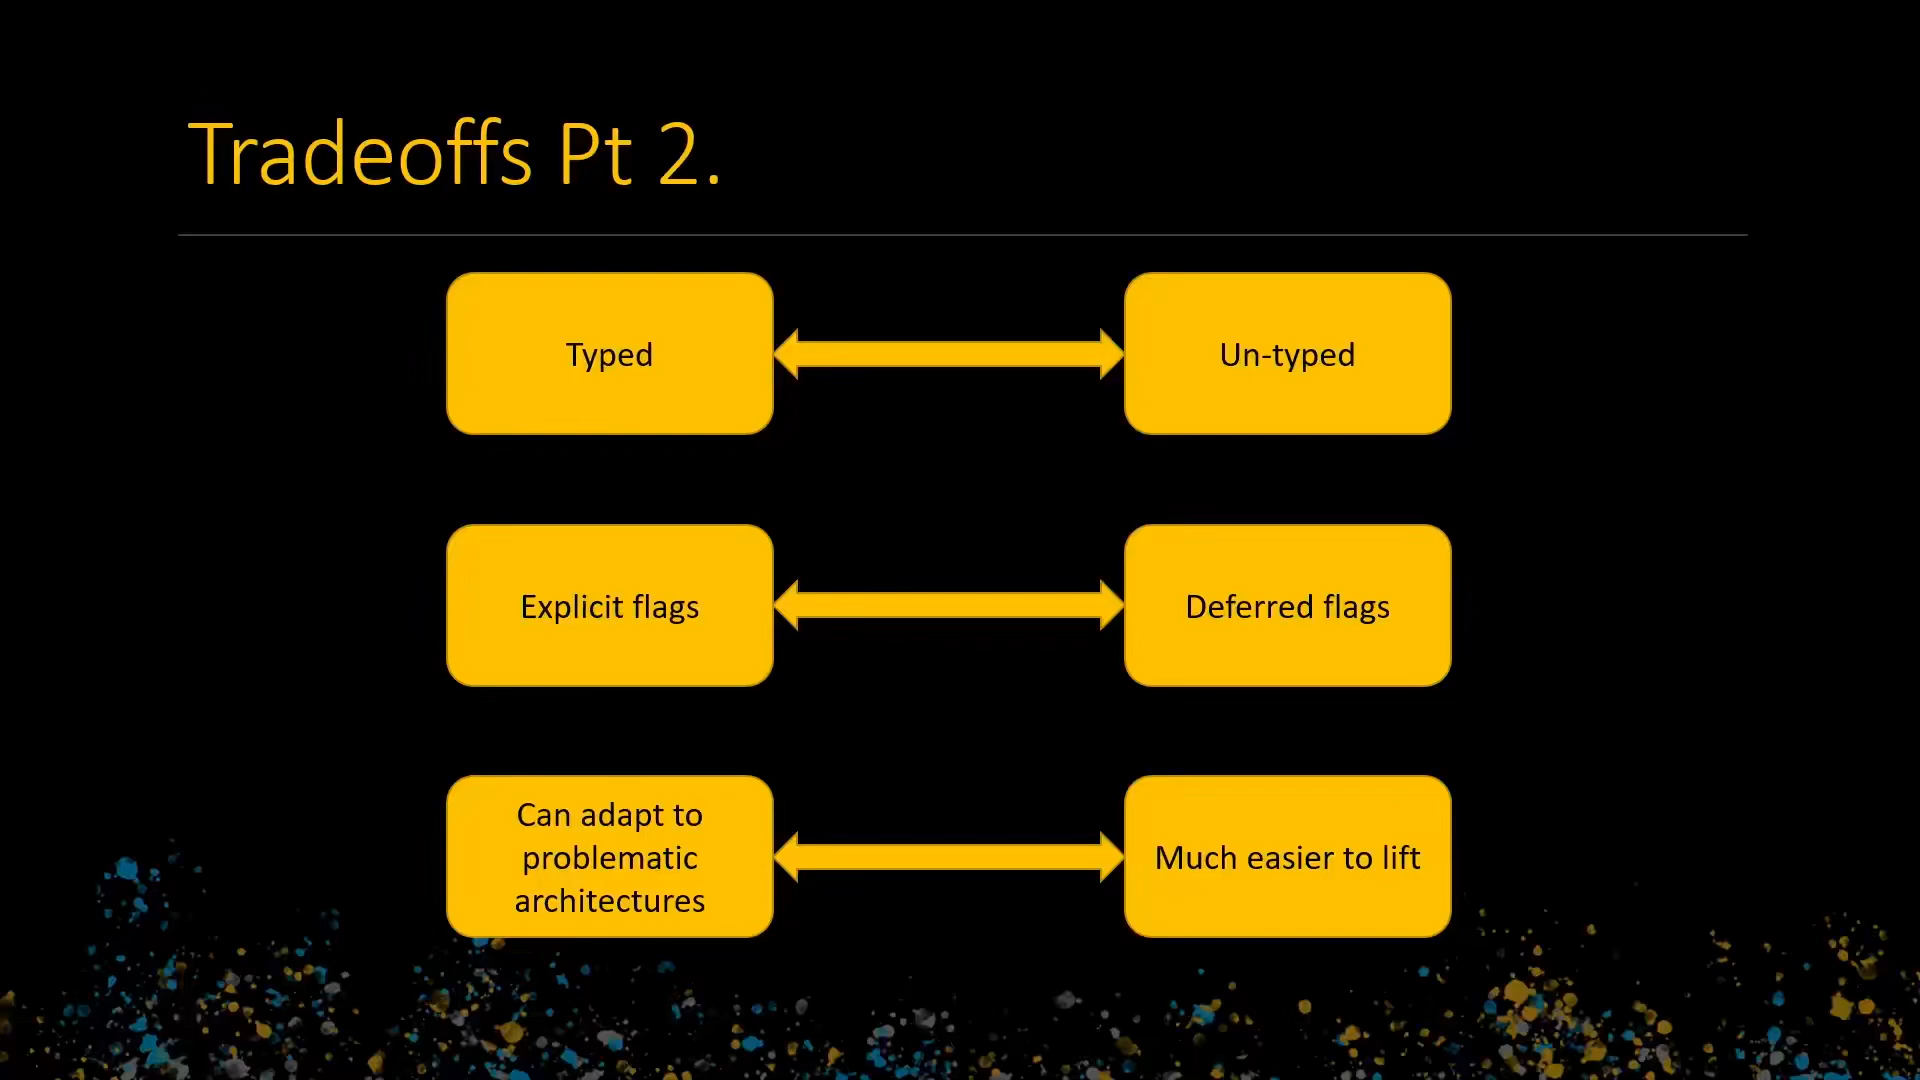 Tradeoffs Pt 2.
Typed
Un-typed
Explicit flags
Deferred flags
Can adapt to
problematic
architectures
Much easier to lift